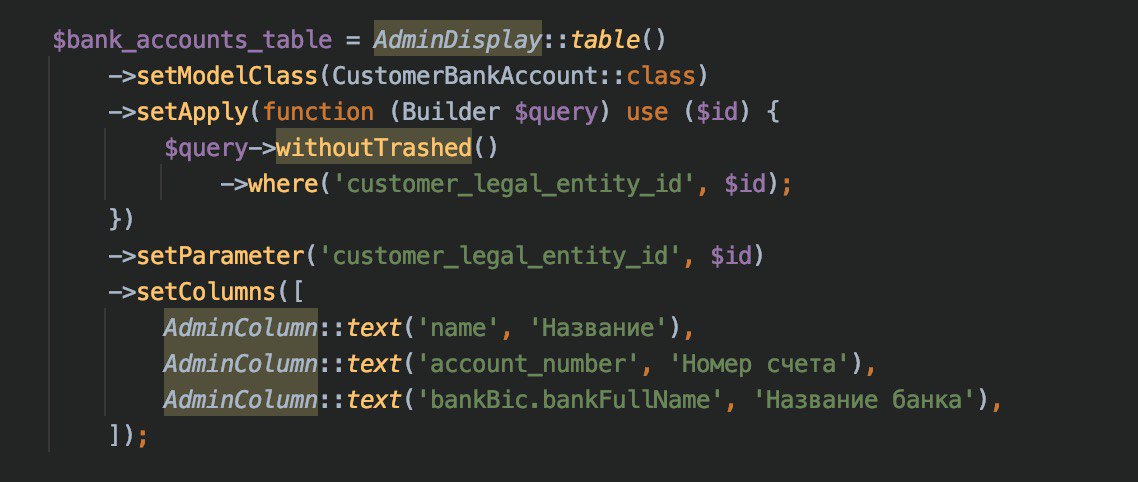 $bank_accounts_table = AdminDisplay::table()
->setModelClass(CustomerBankAccount::class)
->setApply(function (Builder $query) use ($id) {
$query->withoutTrashed()
->where('customer_legal_entity_id', $id);
})
->setParameter('customer_legal_entity_id', $id)
->setColumns([
AdminColumn::text('name', 'Название'),
AdminColumn::text('account_number', 'Номер счета'),
AdminColumn::text('bankBic.bankFullName', 'Название банка'),
]);